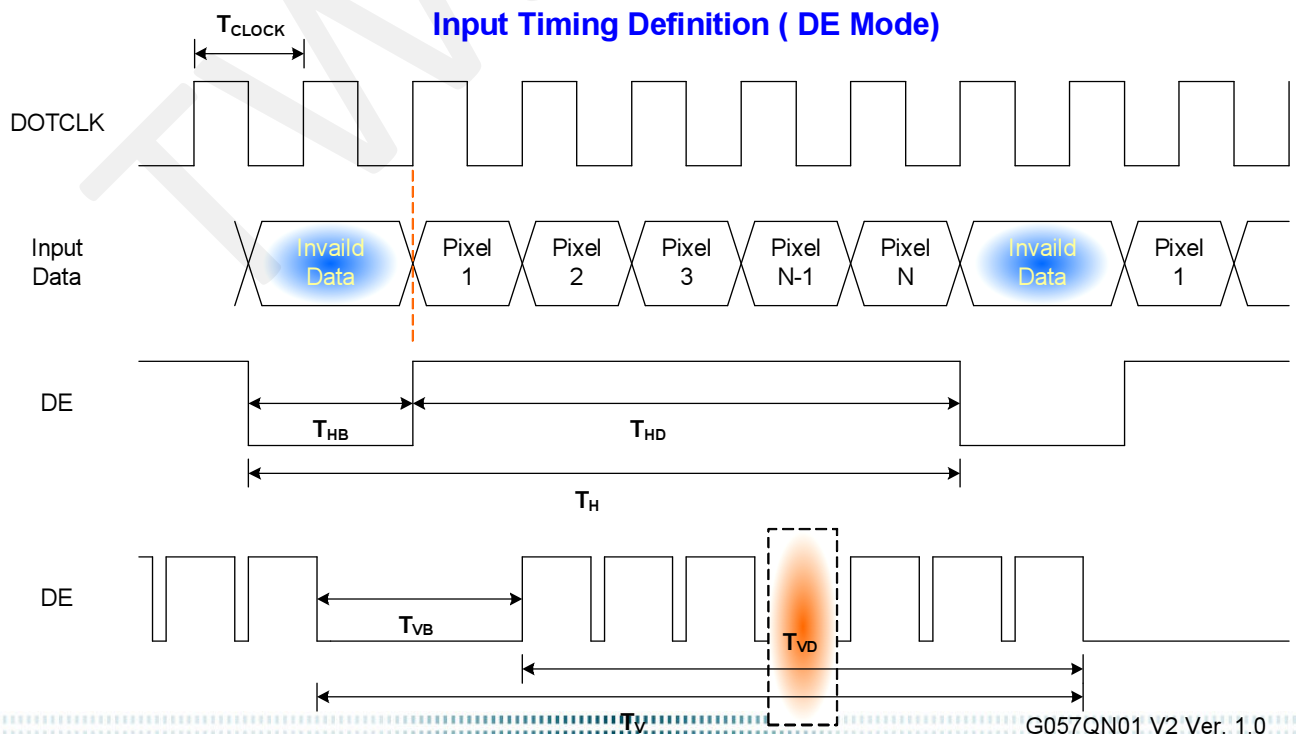 Input Timing Definition ( DE Mode)
TCLOCK
DOTCLK
Input
Data
Invaild
Data
Pixel
1
Pixel
2
Pixel
3
Pixel
N-1
Pixel
N
Invaild
Data
Pixel
1
DE
THB
THD
TH
DE
TVB
TVD
TV
G057QN01 V2 Ver. 1.0